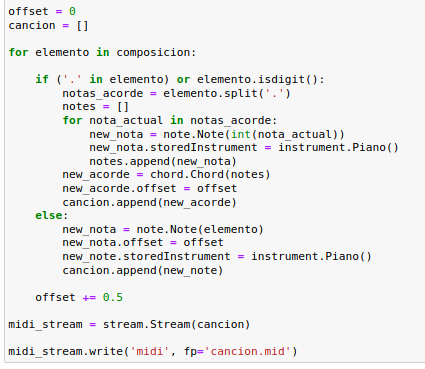 offset = 0
cancion = []

for elemento in composicion:

    if ('.' in elemento) or elemento.isdigit():
        notas_acorde = elemento.split('.')
        notes = []
        for nota_actual in notas_acorde:
            new_nota = note.Note(int(nota_actual))
            new_nota.storedInstrument = instrument.Piano()
            notes.append(new_nota)
        new_acorde = chord.Chord(notes)
        new_acorde.offset = offset
        cancion.append(new_acorde)
    else:
        new_nota = note.Note(elemento)
        new_nota.offset = offset
        new_note.storedInstrument = instrument.Piano()
        cancion.append(new_note)

    offset += 0.5

midi_stream = stream.Stream(cancion)

midi_stream.write('midi', fp='cancion.mid')